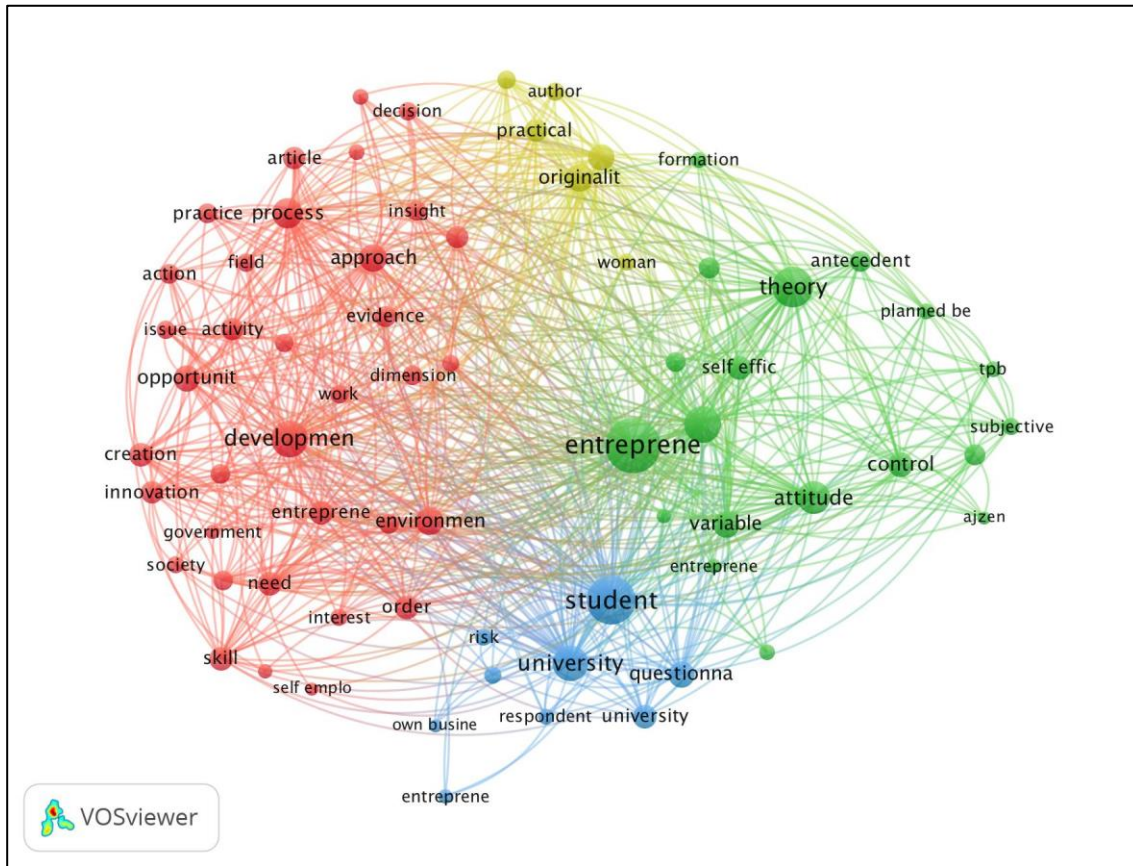 author
decision
practical
article
formation
originalit
practice
process
insight
woman
antecedent
field
approach
action
theory
planned be
evidence
issue
activity
self effic
tpb
opportunit
dimension
work
subjective
developmen
entreprene
creation
control
innovation
attitude
entreprene
environmen
variable
ajzen
government
society
entreprene
need
student
interest
order
risk
skill
university
questionna
self emplo
own busine
respondent
university
entreprene
VOSviewer